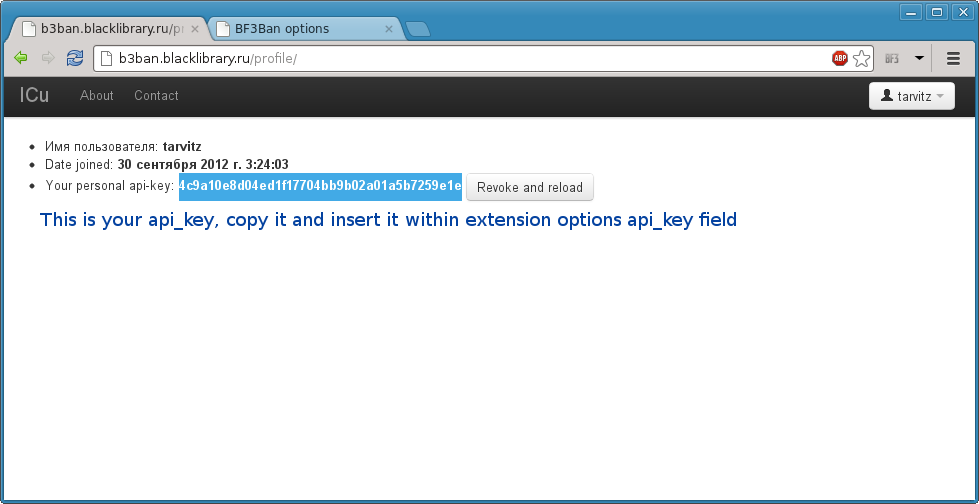 b3ban.blacklibrary.ru/pr BF3Ban options
b3ban.blacklibrary.ru/profile/ ABP BF3
ICu About Contact tarvitz
Имя пользователя: tarvitz
Date joined: 30 сентября 2012 г. 3:24:03
Your personal api-key: 4c9a10e8d04ed1f17704bb9b02a01a5b7259e1e Revoke and reload
This is your api_key, copy it and insert it within extension options api_key field